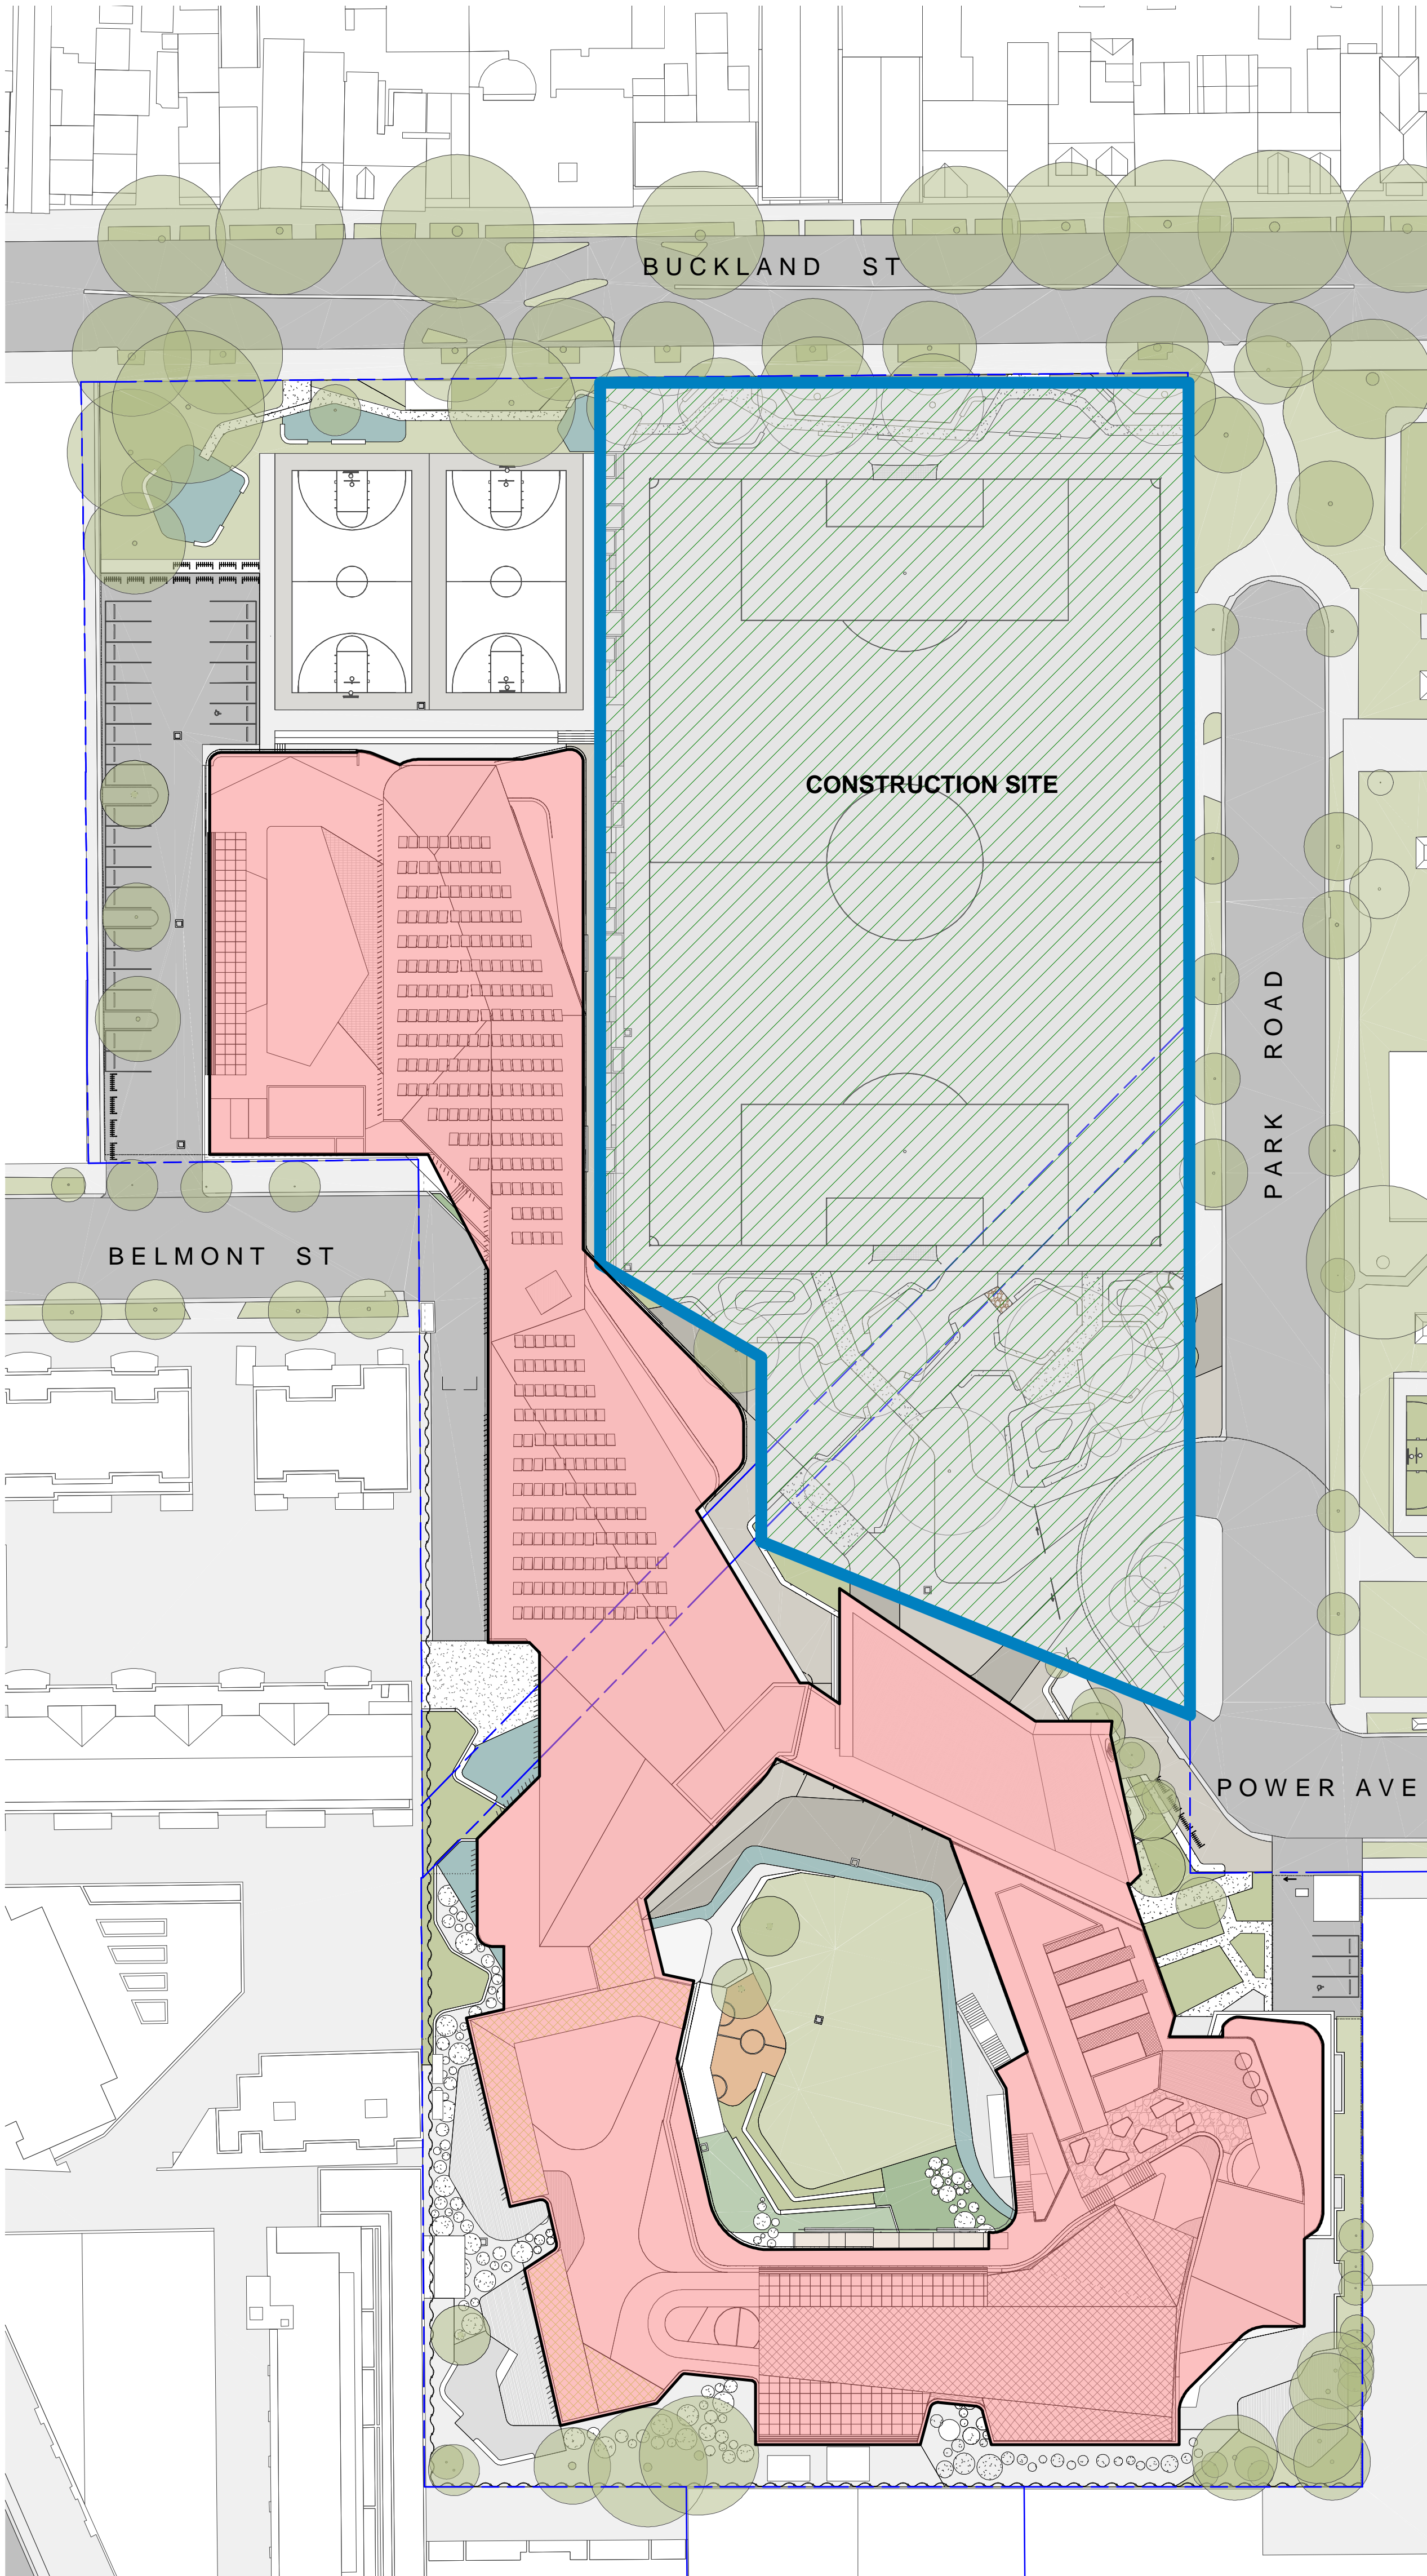 BUCKLAND ST
CONSTRUCTION SITE
PARK ROAD
BELMONT ST
POWER AVE